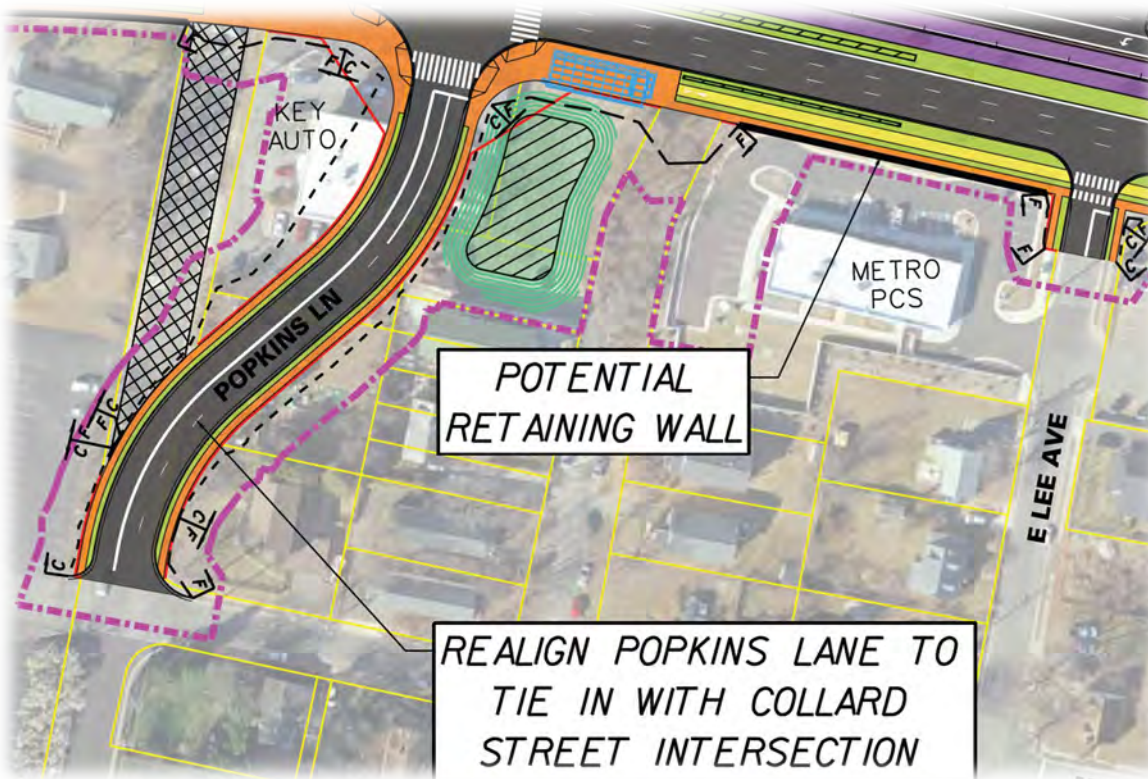 KEY
AUTO
POPKINS LN
METRO
PCS
POTENTIAL
RETAINING WALL
E LEE AVE
REALIGN POPKINS LANE TO
TIE IN WITH COLLARD
STREET INTERSECTION
F C
C F
F
F
F
C F
C F
F C
C F
C
F